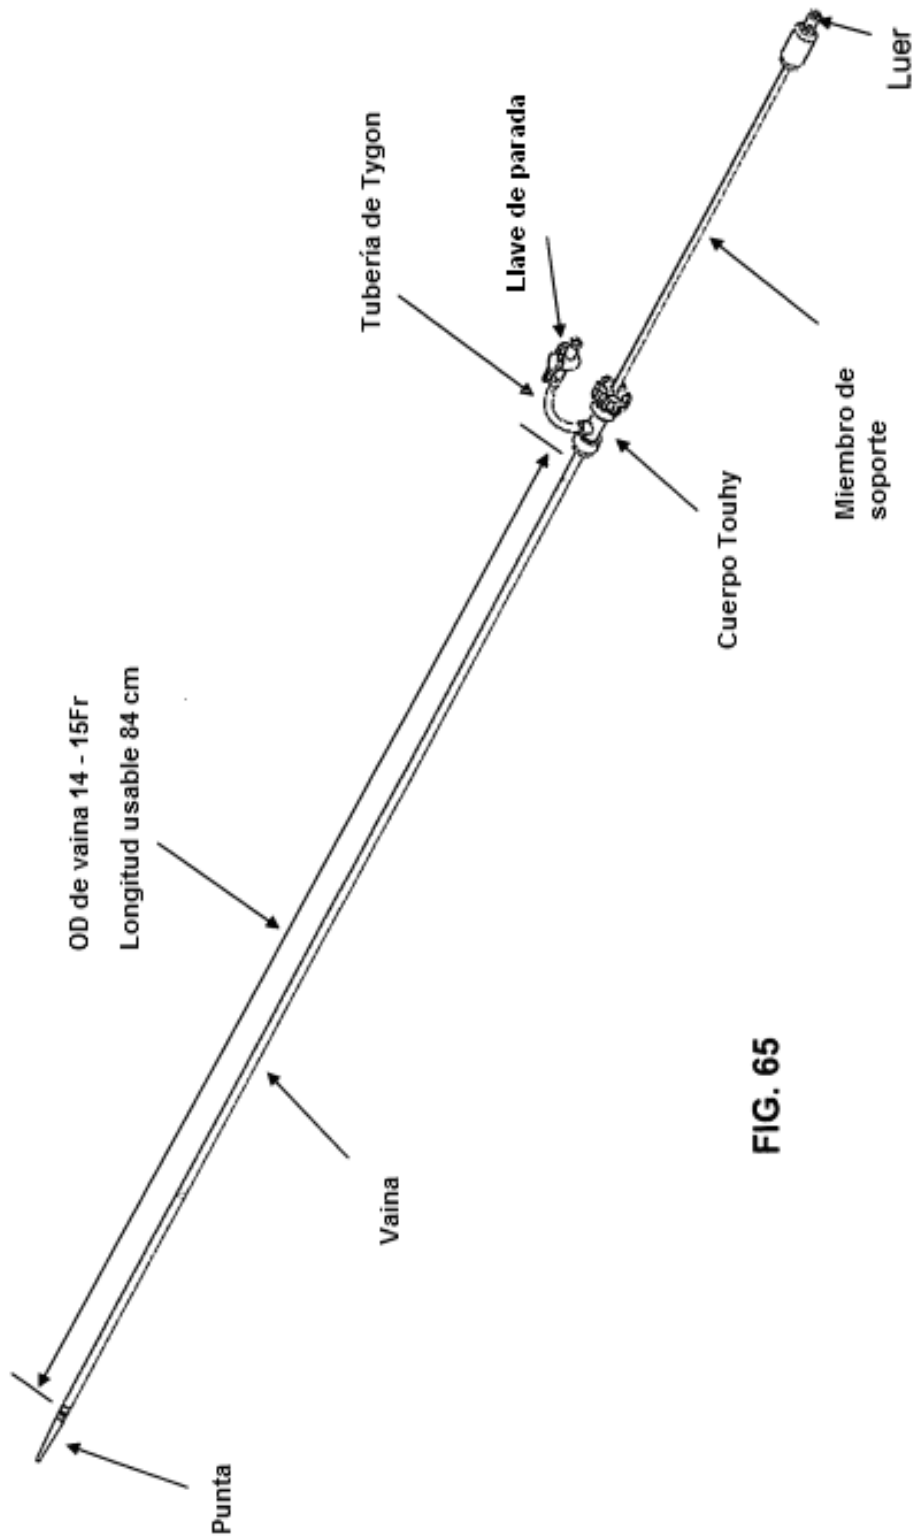 OD de vaina 14 - 15Fr
Longitud usable 84 cm
Tubería de Tygon
Llave de parada
Luer
Punta
Vaina
Cuerpo Touhy
Miembro de
soporte
FIG. 65